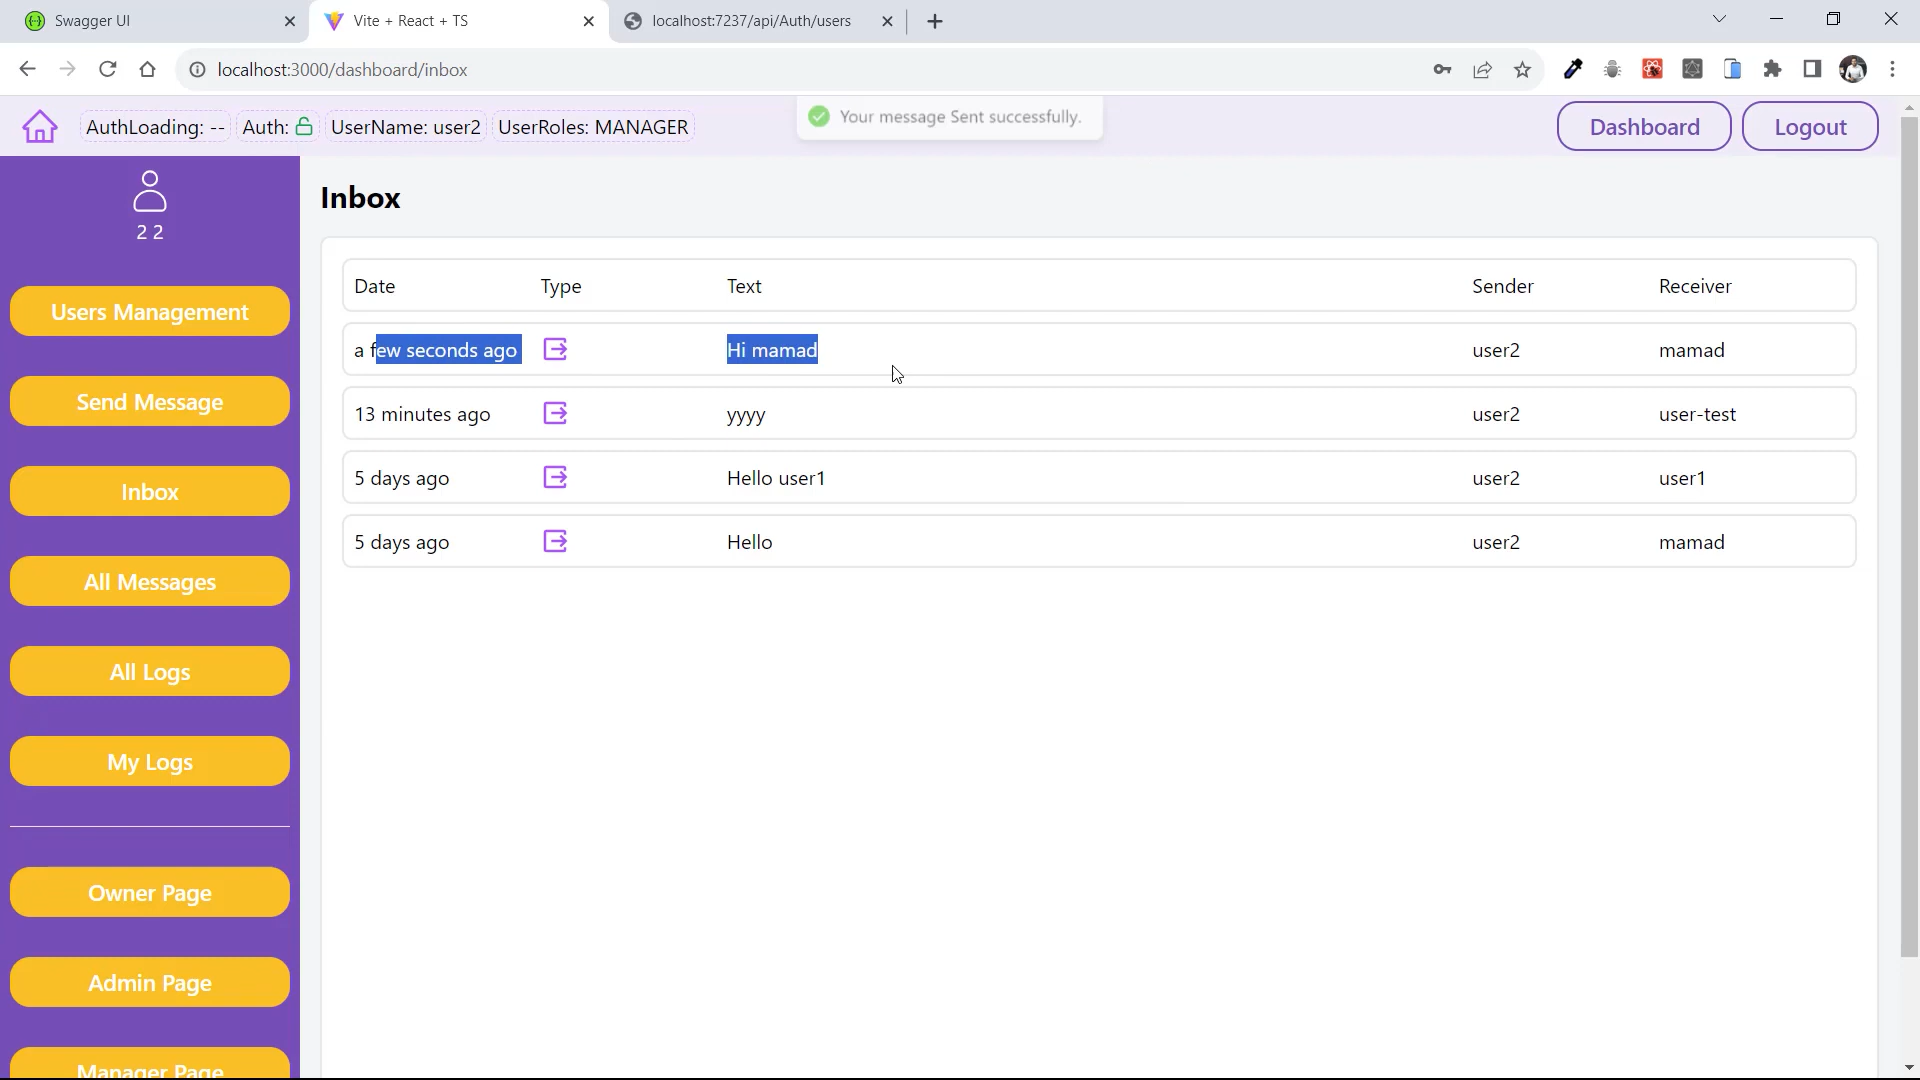 Swagger UI
Vite + React + TS
localhost:7237/api/Auth/users
localhost:3000/dashboard/inbox
AuthLoading: -- Auth: UserName: user2 UserRoles: MANAGER
Your message Sent successfully.
Dashboard
Logout
2 2
Users Management
Send Message
Inbox
All Messages
All Logs
My Logs
Owner Page
Admin Page
Manager Page
Inbox
Date Type Text Sender Receiver
a few seconds ago Hi mamad user2 mamad
13 minutes ago yyyy user2 user-test
5 days ago Hello user1 user2 user1
5 days ago Hello user2 mamad